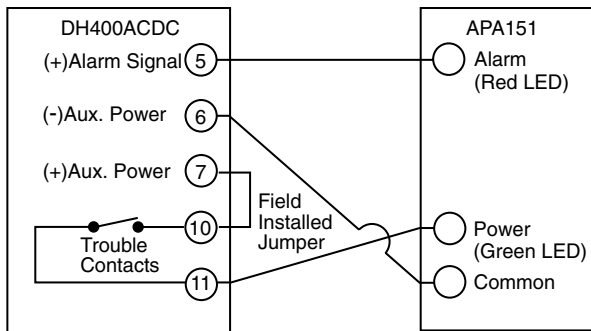 DH400ACDC
APA151
(+)Alarm Signal 5
Alarm
(Red LED)
(-)Aux. Power 6
(+)Aux. Power 7
Field
Installed
Jumper
10
Trouble
Contacts
11
Power
(Green LED)
Common